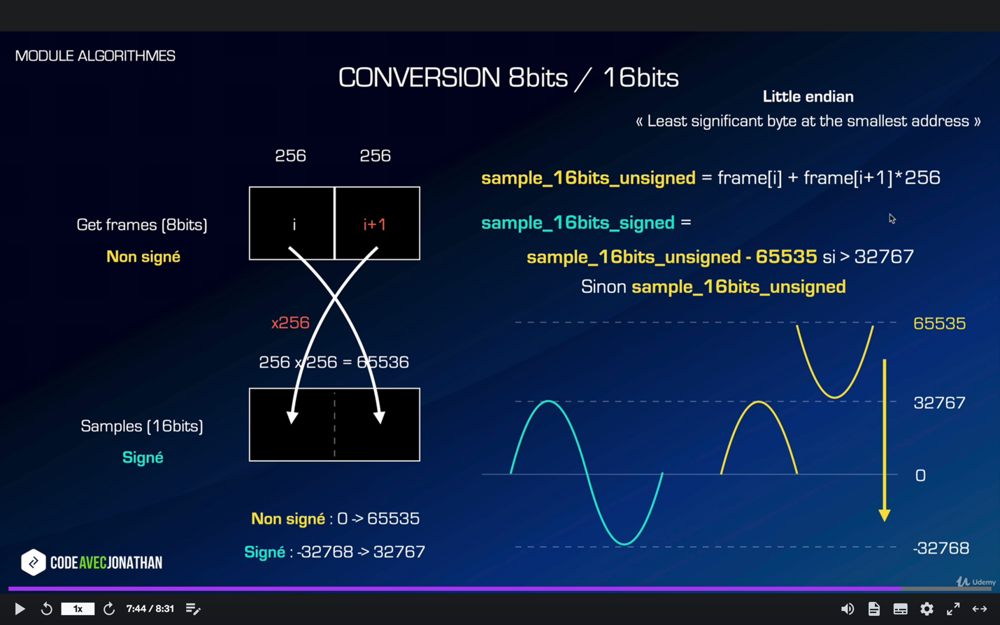 MODULE ALGORITHMES
CONVERSION 8bits / 16bits
Little endian
« Least significant byte at the smallest address »
256 256
sample_16bits_unsigned = frame[i] + frame[i+1]*256
Get frames (8bits)
Non signé
i i+1
sample_16bits_signed =
sample_16bits_unsigned - 65535 si > 32767
Sinon sample_16bits_unsigned
x256
256 x 256 = 65536
Samples (16bits)
Signé
65535
32767
0
-32768
Non signé : 0 -> 65535
Signé : -32768 -> 32767
CODEAVECJONATHAN
Udemy
1x 7:44 / 8:31